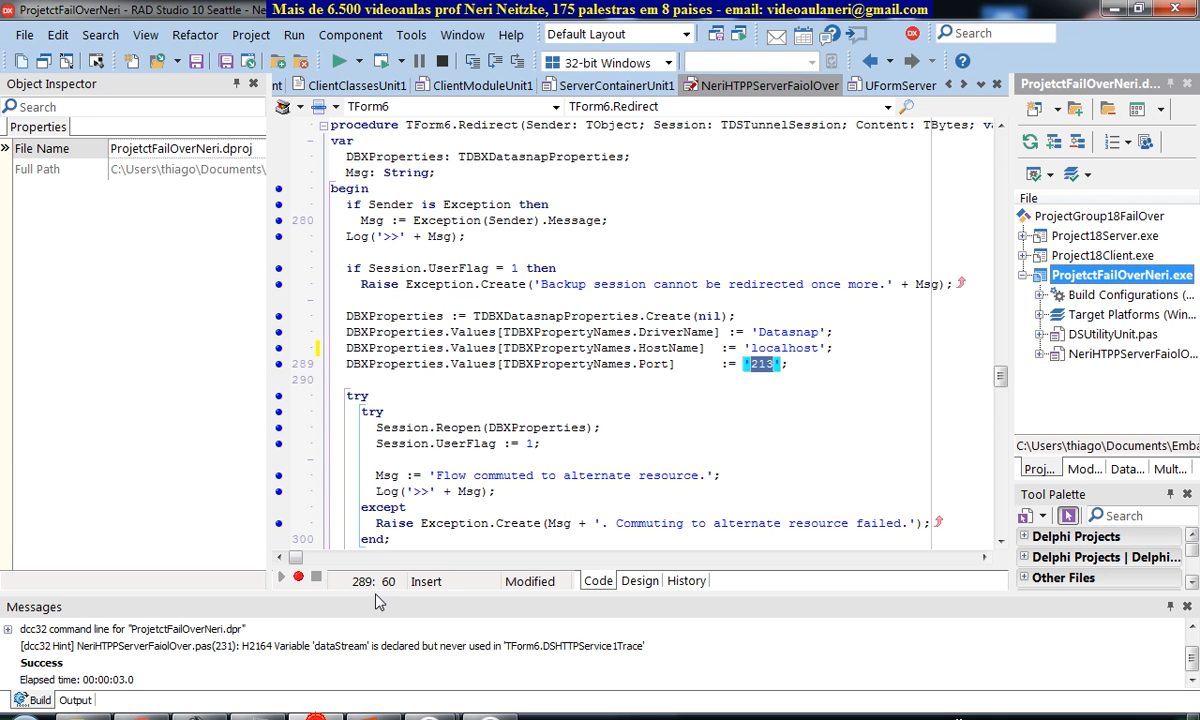 ProjetctFailOverNeri - RAD Studio 10 Seattle - Ne
Mais de 6.500 videoaulas prof Neri Neitzke, 175 palestras em 8 paises - email: videoaulaneri@gmail.com
File Edit Search View Refactor Project Run Component Tools Window Help
Default Layout
Search
32-bit Windows
Object Inspector
Search
Properties
File Name ProjetctFailOverNeri.dproj
Full Path C:\Users\thiago\Documents\
nt ClientClassesUnit1 ClientModuleUnit1 ServerContainerUnit1 NeriHTPPServerFaiolOver UFormServer
TForm6 TForm6.Redirect
procedure TForm6.Redirect(Sender: TObject; Session: TDSTunnelSession; Content: TBytes; va
var
DBXProperties: TDBXDatasnapProperties;
Msg: String;
begin
if Sender is Exception then
280 Msg := Exception(Sender).Message;
Log('>>' + Msg);
if Session.UserFlag = 1 then
Raise Exception.Create('Backup session cannot be redirected once more.' + Msg);
DBXProperties := TDBXDatasnapProperties.Create(nil);
DBXProperties.Values[TDBXPropertyNames.DriverName] := 'Datasnap';
DBXProperties.Values[TDBXPropertyNames.HostName] := 'localhost';
289 DBXProperties.Values[TDBXPropertyNames.Port] := '213';
290
try
try
Session.Reopen(DBXProperties);
Session.UserFlag := 1;
Msg := 'Flow commuted to alternate resource.';
Log('>>' + Msg);
except
Raise Exception.Create(Msg + '. Commuting to alternate resource failed.');
300 end;
289: 60 Insert Modified Code Design History
ProjetctFailOverNeri.d...
File
ProjectGroup18FailOver
Project18Server.exe
Project18Client.exe
ProjetctFailOverNeri.exe
Build Configurations (...
Target Platforms (Win...
DSUtilityUnit.pas
NeriHTPPServerFaiolO...
C:\Users\thiago\Documents\Emba
Proj... Mod... Data... Mult...
Tool Palette
Search
Delphi Projects
Delphi Projects | Delphi...
Other Files
Messages
dcc32 command line for "ProjetctFailOverNeri.dpr"
[dcc32 Hint] NeriHTPPServerFaiolOver.pas(231): H2164 Variable 'dataStream' is declared but never used in 'TForm6.DSHTTPService1Trace'
Success
Elapsed time: 00:00:03.0
Build Output